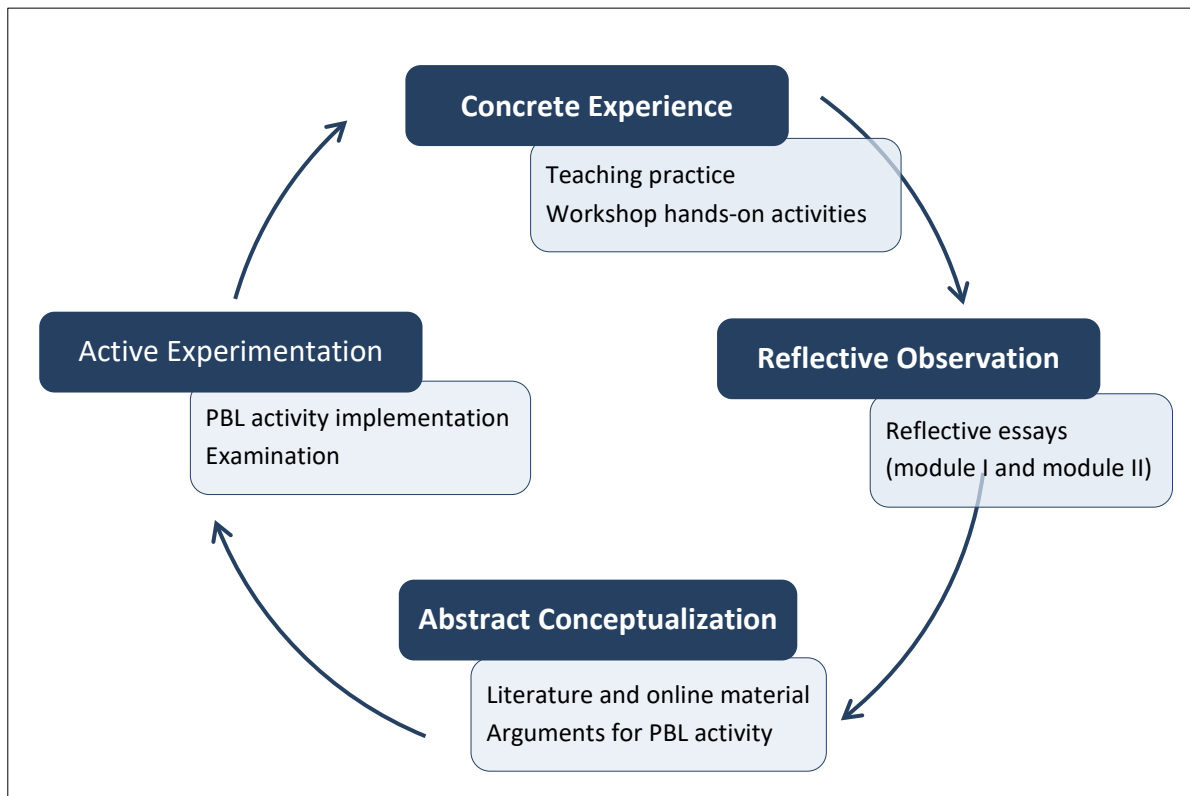 Concrete Experience
Teaching practice
Workshop hands-on activities
Reflective Observation
Reflective essays
(module I and module II)
Abstract Conceptualization
Literature and online material
Arguments for PBL activity
Active Experimentation
PBL activity implementation
Examination